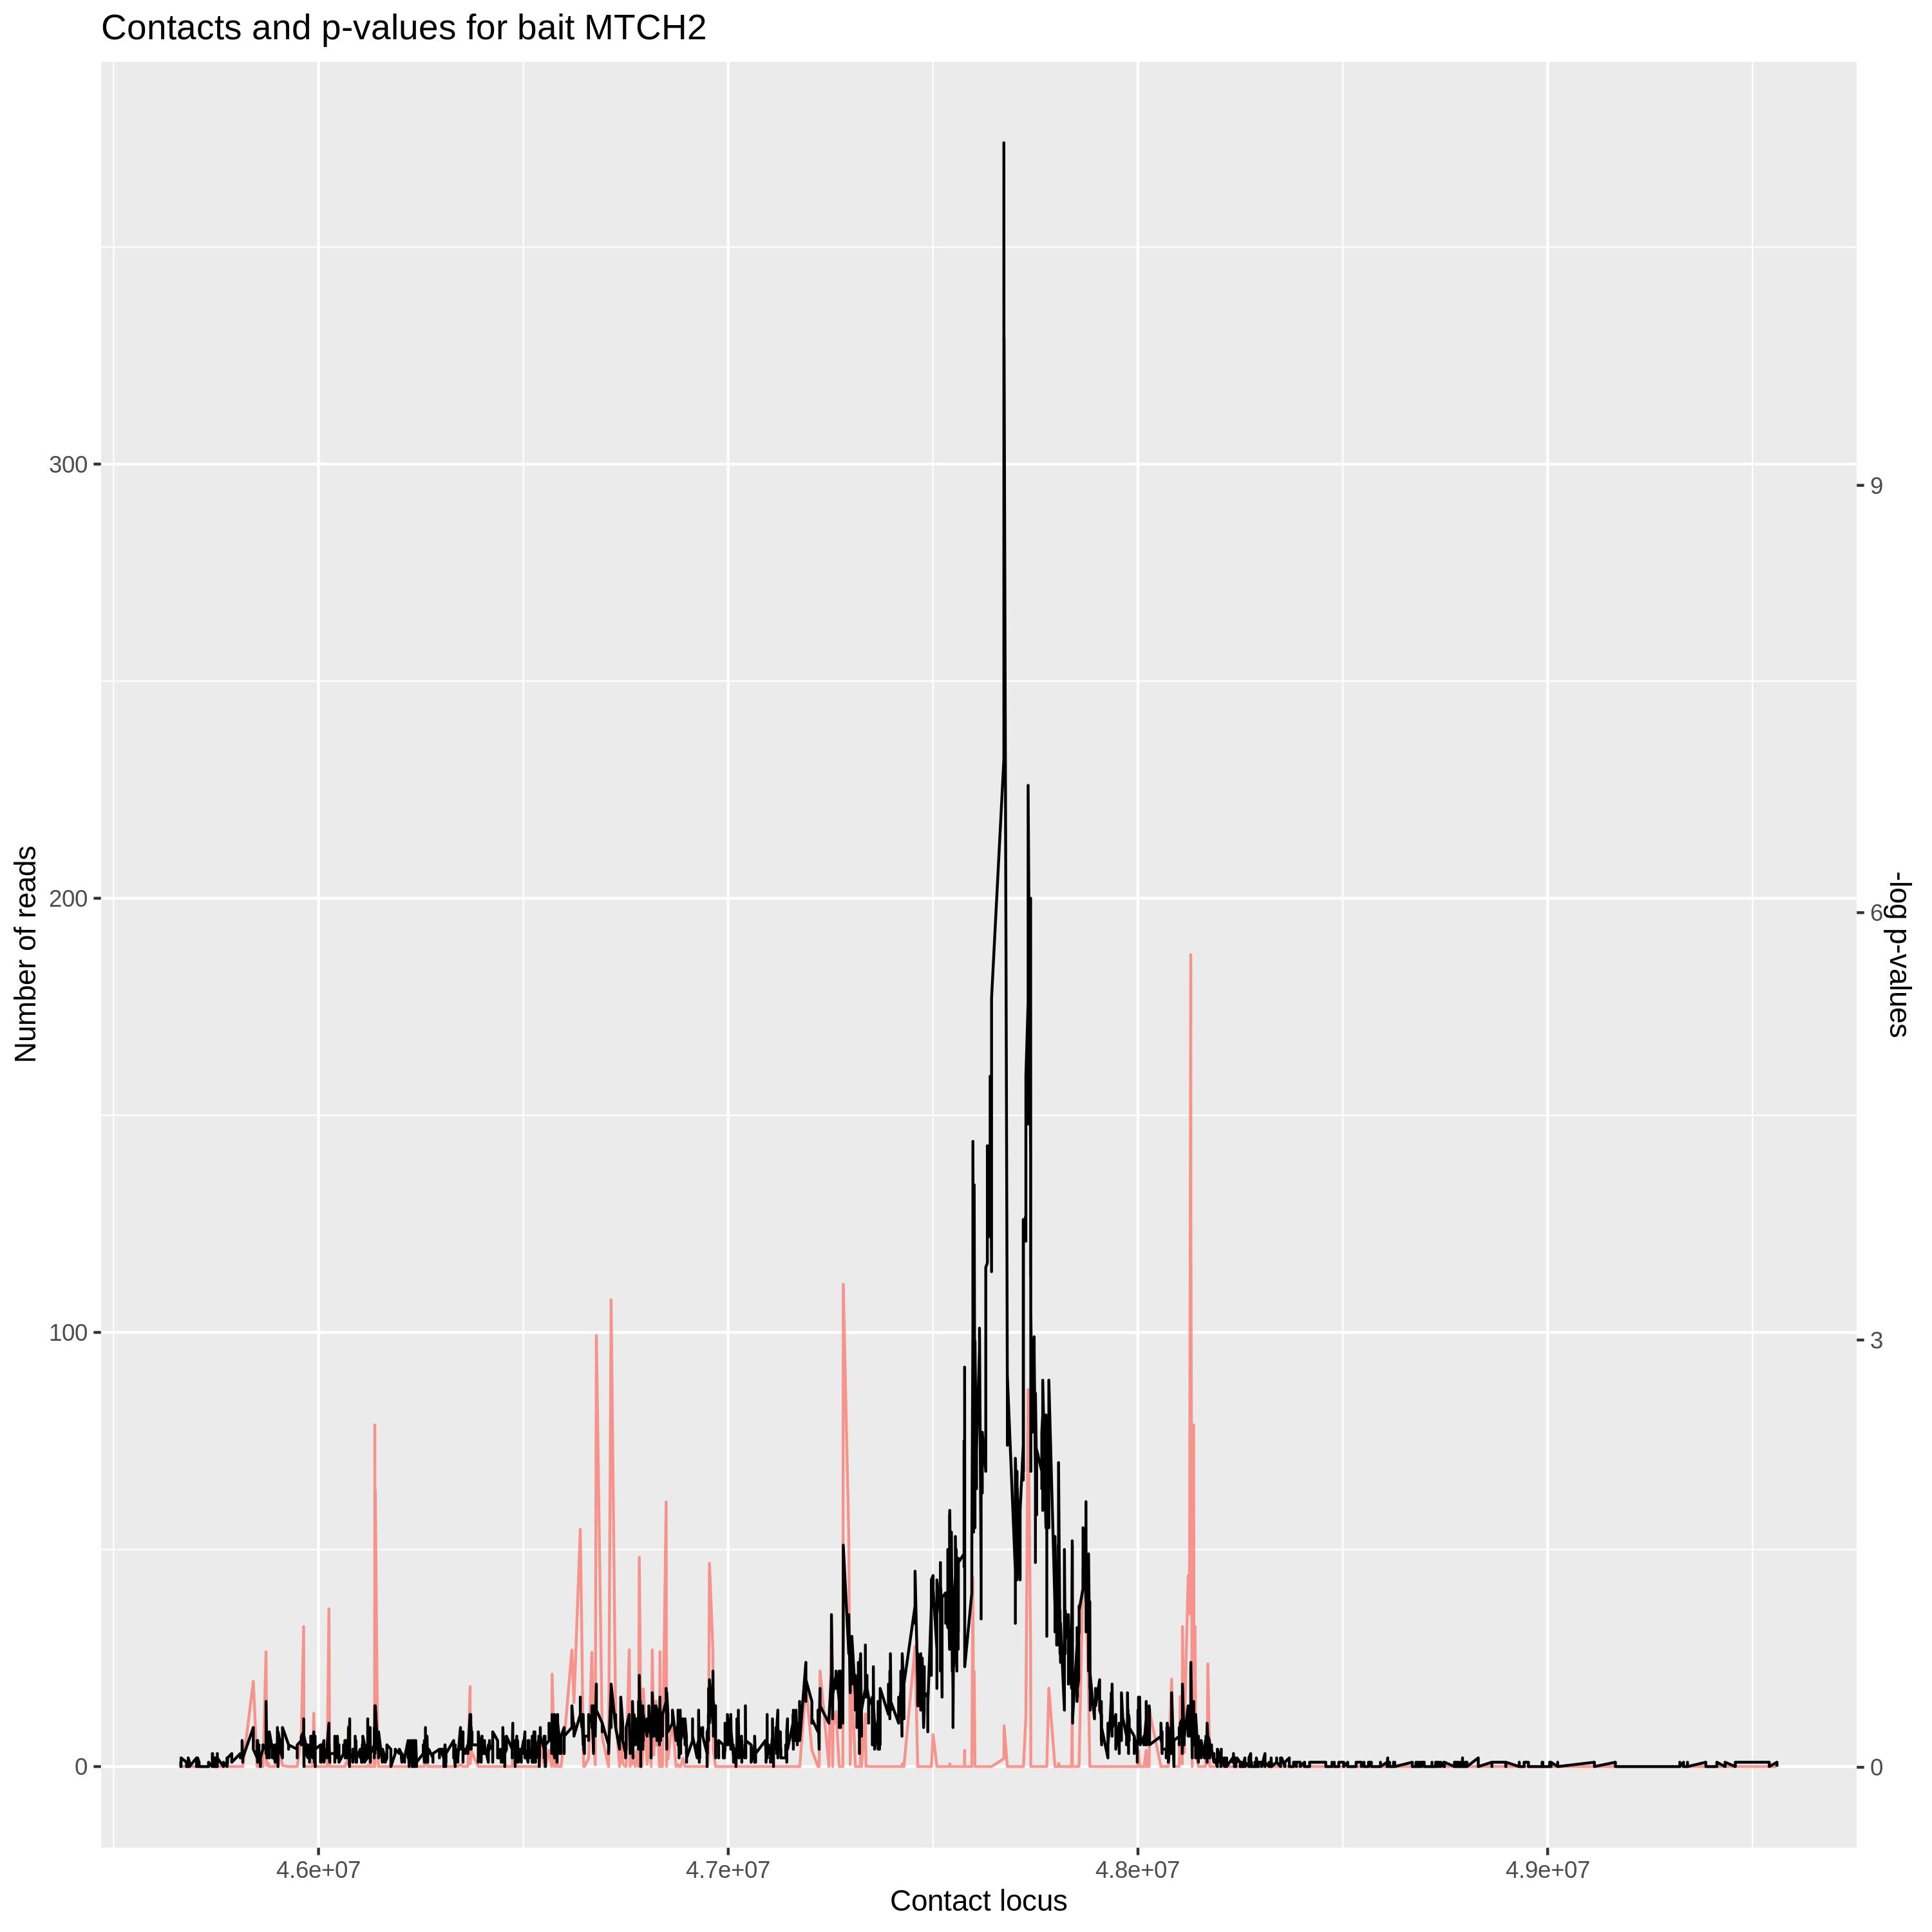 Contacts and p-values for bait MTCH2
Number of reads
300
200
100
0
9
6
3
0
-log p-values
4.6e+07 4.7e+07 4.8e+07 4.9e+07
Contact locus